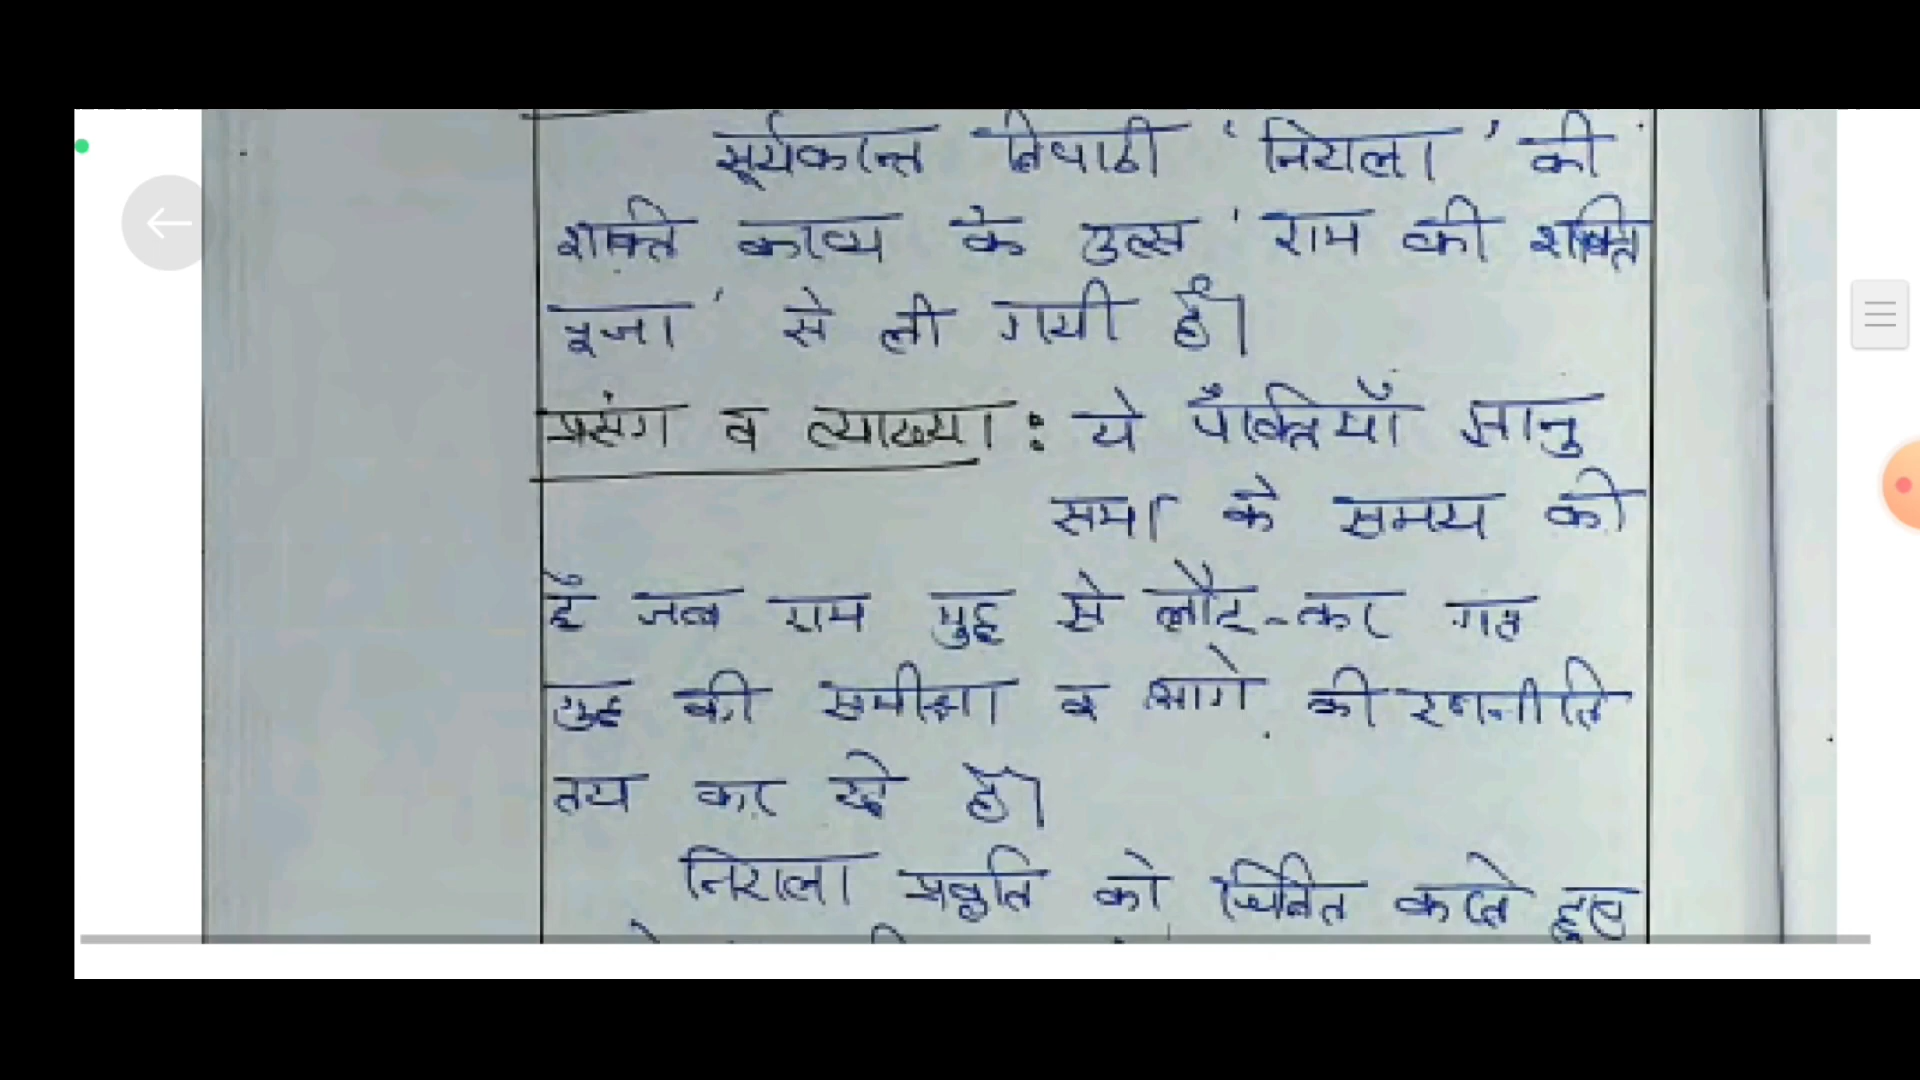 सूर्यकान्त त्रिपाठी 'निराला' की
शक्ति काव्य के उत्स 'राम की शक्ति
पूजा' से ली गयी हैं।
प्रसंग व व्याख्या : ये पंक्तियाँ सानु
सभा के समय की
हैं जब राम युद्ध से लौट-कर गत
युद्ध की समीक्षा व आगे की रणनीति
तय कर रहे हैं।
निराला प्रकृति को चित्रित करते हुए